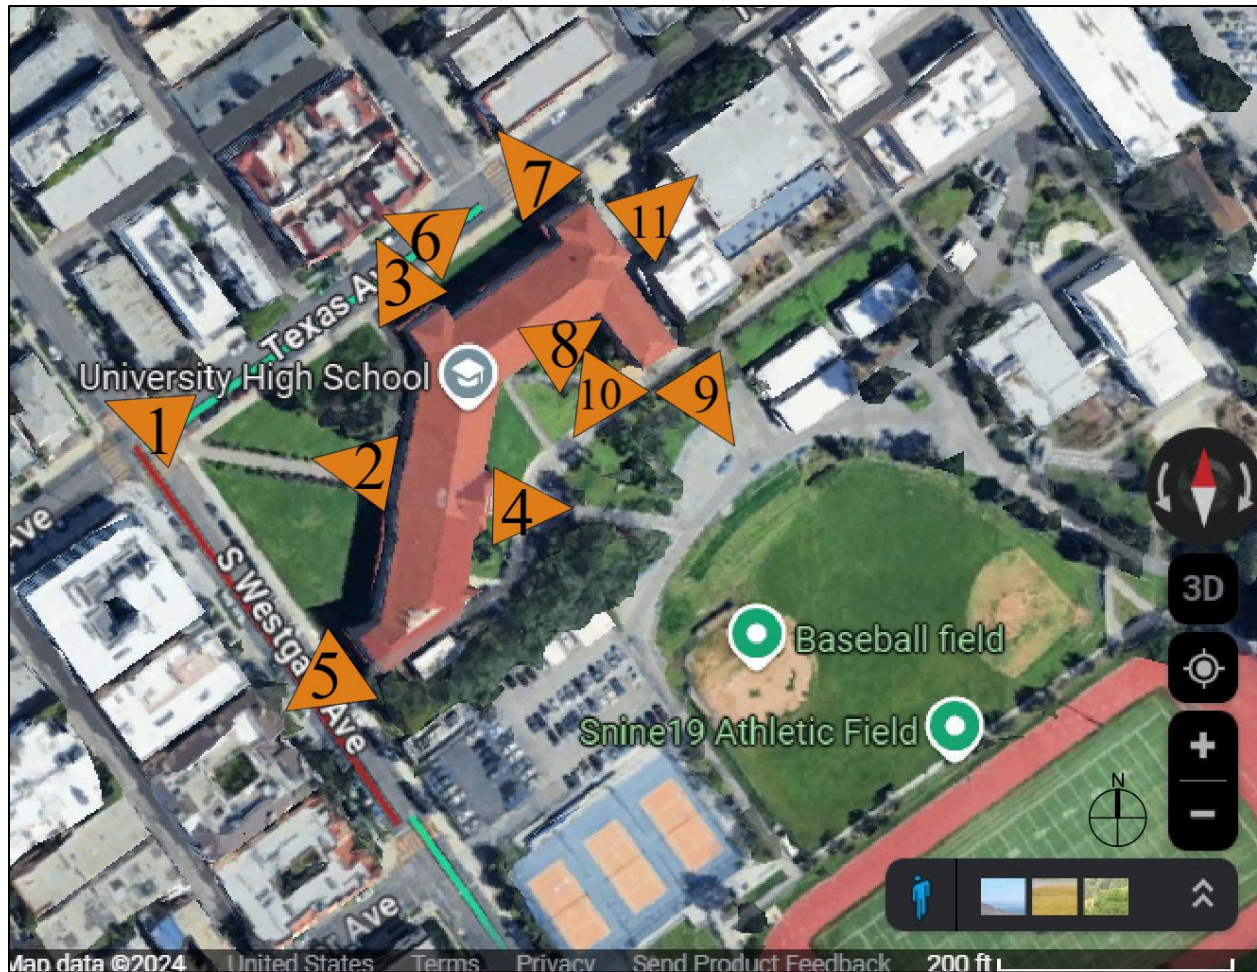 7
11
6
3
Texas Av
8
University High School
10
9
1
2
4
Ave
S Westga Ave
3D
Baseball field
5
Snine19 Athletic Field
N
Ave
Map data ©2024 United States Terms Privacy Send Product Feedback 200 ft